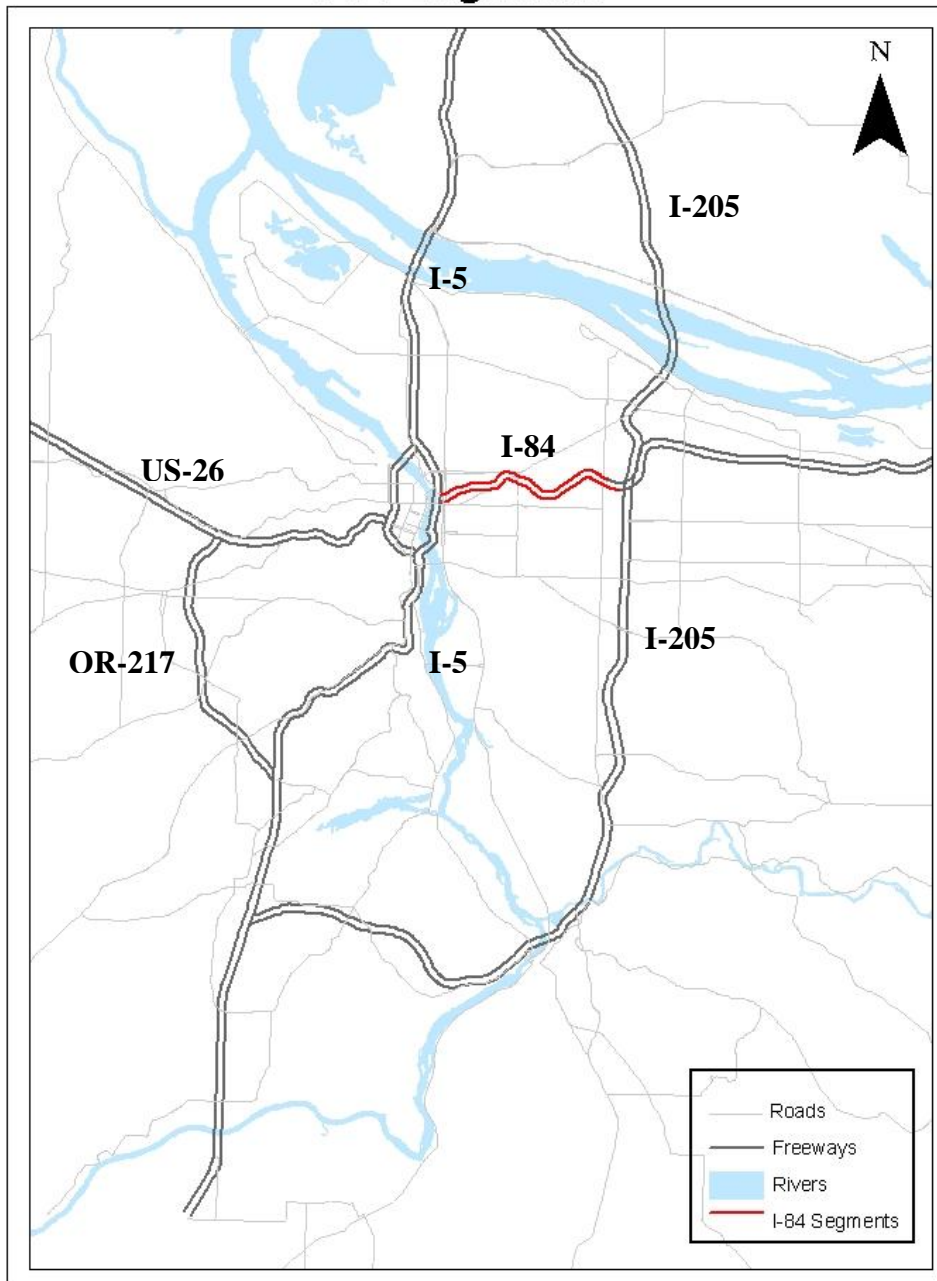 N
I-205
I-5
I-84
US-26
I-205
OR-217
I-5
Roads
Freeways
Rivers
I-84 Segments